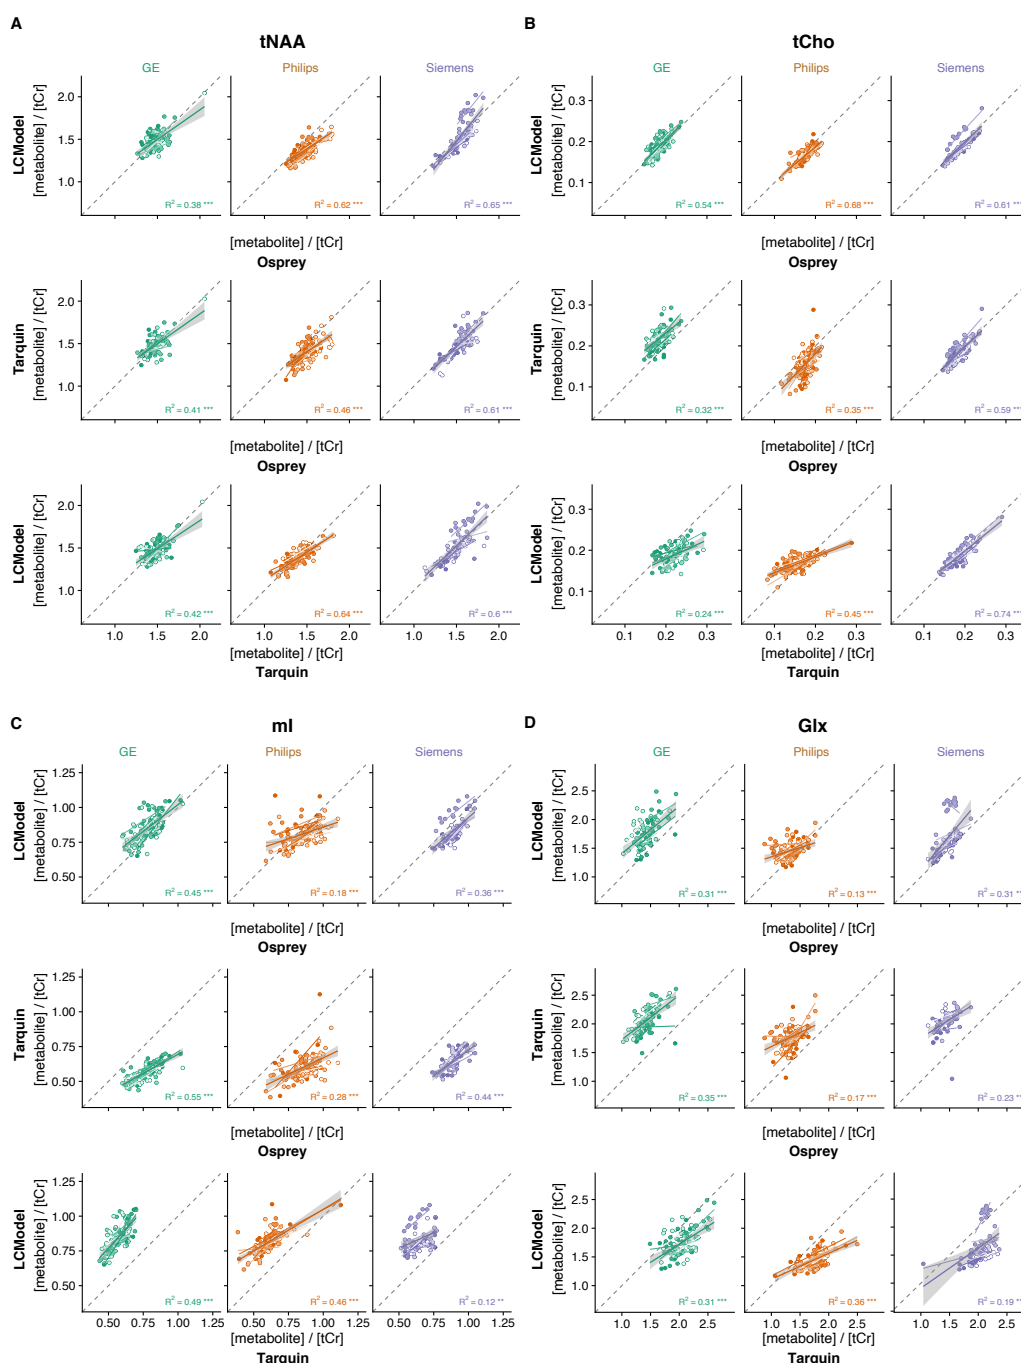 A
tNAA
GE Philips Siemens
LCModel
[metabolite] / [tCr]
2.0
1.5
1.0
R² = 0.38 ***
R² = 0.62 ***
R² = 0.65 ***
[metabolite] / [tCr]
Osprey
Tarquin
[metabolite] / [tCr]
2.0
1.5
1.0
R² = 0.41 ***
R² = 0.46 ***
R² = 0.61 ***
[metabolite] / [tCr]
Osprey
LCModel
[metabolite] / [tCr]
2.0
1.5
1.0
R² = 0.42 ***
R² = 0.64 ***
R² = 0.6 ***
1.0 1.5 2.0 1.0 1.5 2.0 1.0 1.5 2.0
[metabolite] / [tCr]
Tarquin
B
tCho
GE Philips Siemens
LCModel
[metabolite] / [tCr]
0.3
0.2
0.1
R² = 0.54 ***
R² = 0.68 ***
R² = 0.61 ***
[metabolite] / [tCr]
Osprey
Tarquin
[metabolite] / [tCr]
0.3
0.2
0.1
R² = 0.32 ***
R² = 0.35 ***
R² = 0.59 ***
[metabolite] / [tCr]
Osprey
LCModel
[metabolite] / [tCr]
0.3
0.2
0.1
R² = 0.24 ***
R² = 0.45 ***
R² = 0.74 ***
0.1 0.2 0.3 0.1 0.2 0.3 0.1 0.2 0.3
[metabolite] / [tCr]
Tarquin
C
mI
GE Philips Siemens
LCModel
[metabolite] / [tCr]
1.25
1.00
0.75
0.50
R² = 0.45 ***
R² = 0.18 ***
R² = 0.36 ***
[metabolite] / [tCr]
Osprey
Tarquin
[metabolite] / [tCr]
1.25
1.00
0.75
0.50
R² = 0.55 ***
R² = 0.28 ***
R² = 0.44 ***
[metabolite] / [tCr]
Osprey
LCModel
[metabolite] / [tCr]
1.25
1.00
0.75
0.50
R² = 0.49 ***
R² = 0.46 ***
R² = 0.12 **
0.50 0.75 1.00 1.25 0.50 0.75 1.00 1.25 0.50 0.75 1.00 1.25
[metabolite] / [tCr]
Tarquin
D
Glx
GE Philips Siemens
LCModel
[metabolite] / [tCr]
2.5
2.0
1.5
1.0
R² = 0.31 ***
R² = 0.13 ***
R² = 0.31 **
[metabolite] / [tCr]
Osprey
Tarquin
[metabolite] / [tCr]
2.5
2.0
1.5
1.0
R² = 0.35 ***
R² = 0.17 ***
R² = 0.23 **
[metabolite] / [tCr]
Osprey
LCModel
[metabolite] / [tCr]
2.5
2.0
1.5
1.0
R² = 0.31 ***
R² = 0.36 ***
R² = 0.19 **
1.0 1.5 2.0 2.5 1.0 1.5 2.0 2.5 1.0 1.5 2.0 2.5
[metabolite] / [tCr]
Tarquin